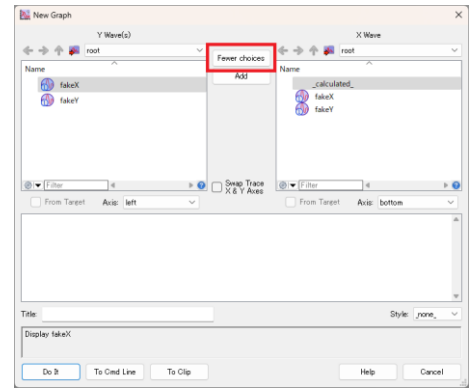 New Graph
Y Wave(s)
X Wave
root
Fewer choices
root
Name
Add
Name
fakeX
fakeY
_calculated_
fakeX
fakeY
Filter
Swap Trace
X & Y Axes
Filter
From Target
Axis: left
From Target
Axis: bottom
Title:
Style: _none_
Display fakeX
Do It
To Cmd Line
To Clip
Help
Cancel